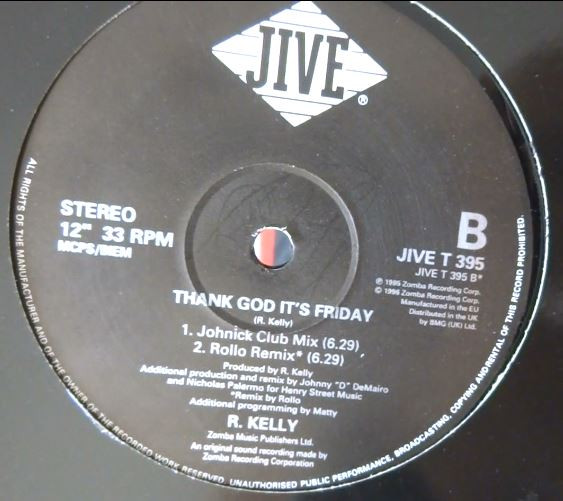 JIVE
®
STEREO
12" 33 RPM
MCPS/BIEM
B
JIVE T 395
JIVE T 395 B*
℗ 1995 Zomba Recording Corp.
© 1996 Zomba Recording Corp.
Manufactured in the EU
Distributed in the UK
by BMG (UK) Ltd.
THANK GOD IT'S FRIDAY
(R. Kelly)
1. Johnick Club Mix (6.29)
2. Rollo Remix* (6.29)
Produced by R. Kelly
Additional production and remix by Johnny "D" DeMairo
and Nicholas Palermo for Henry Street Music
*Remix by Rollo
Additional programming by Matty
R. KELLY
Zomba Music Publishers Ltd.
An original sound recording made by
Zomba Recording Corporation
ALL RIGHTS OF THE MANUFACTURER AND OF THE OWNER OF THE RECORDED WORK RESERVED. UNAUTHORISED PUBLIC PERFORMANCE, BROADCASTING, COPYING AND RENTAL OF THIS RECORD PROHIBITED.